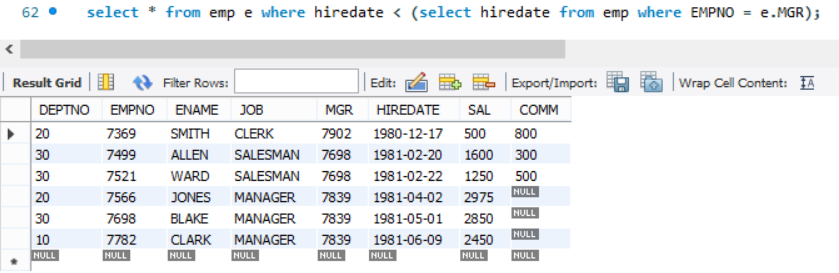 62 select * from emp e where hiredate < (select hiredate from emp where EMPNO = e.MGR);
Result Grid Filter Rows: Edit: Export/Import: Wrap Cell Content: IA
DEPTNO EMPNO ENAME JOB MGR HIREDATE SAL COMM
20 7369 SMITH CLERK 7902 1980-12-17 500 800
30 7499 ALLEN SALESMAN 7698 1981-02-20 1600 300
30 7521 WARD SALESMAN 7698 1981-02-22 1250 500
20 7566 JONES MANAGER 7839 1981-04-02 2975 NULL
30 7698 BLAKE MANAGER 7839 1981-05-01 2850 NULL
10 7782 CLARK MANAGER 7839 1981-06-09 2450 NULL
NULL NULL NULL NULL NULL NULL NULL NULL